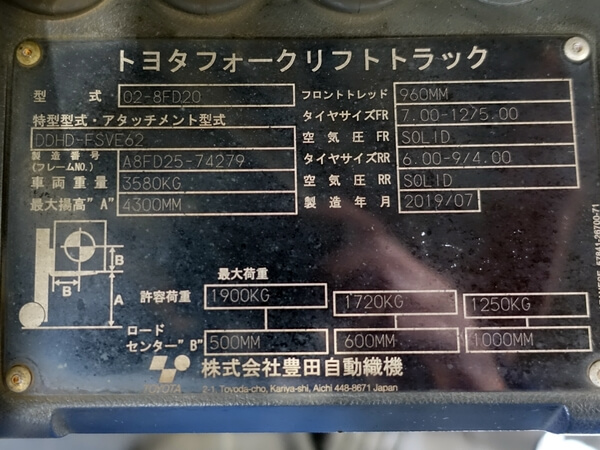 トヨタフォークリフトトラック
型 式 02-8FD20
特型型式・アタッチメント型式
DDHD-FSVE62
製造番号
(フレームNO.) A8FD25-74279
車両重量 3580KG
最大揚高"A" 4300MM
フロントトレッド 960MM
タイヤサイズFR 7.00-12/5.00
空気圧FR SOLID
タイヤサイズRR 6.00-9/4.00
空気圧RR SOLID
製造年月 2019/07
B
B
A
最大荷重
許容荷重 1900KG 1720KG 1250KG
ロード
センター"B" 500MM 600MM 1000MM
TOYOTA
株式会社豊田自動織機
2-1, Toyoda-cho, Kariya-shi, Aichi 448-8671 Japan
57841-26700-71